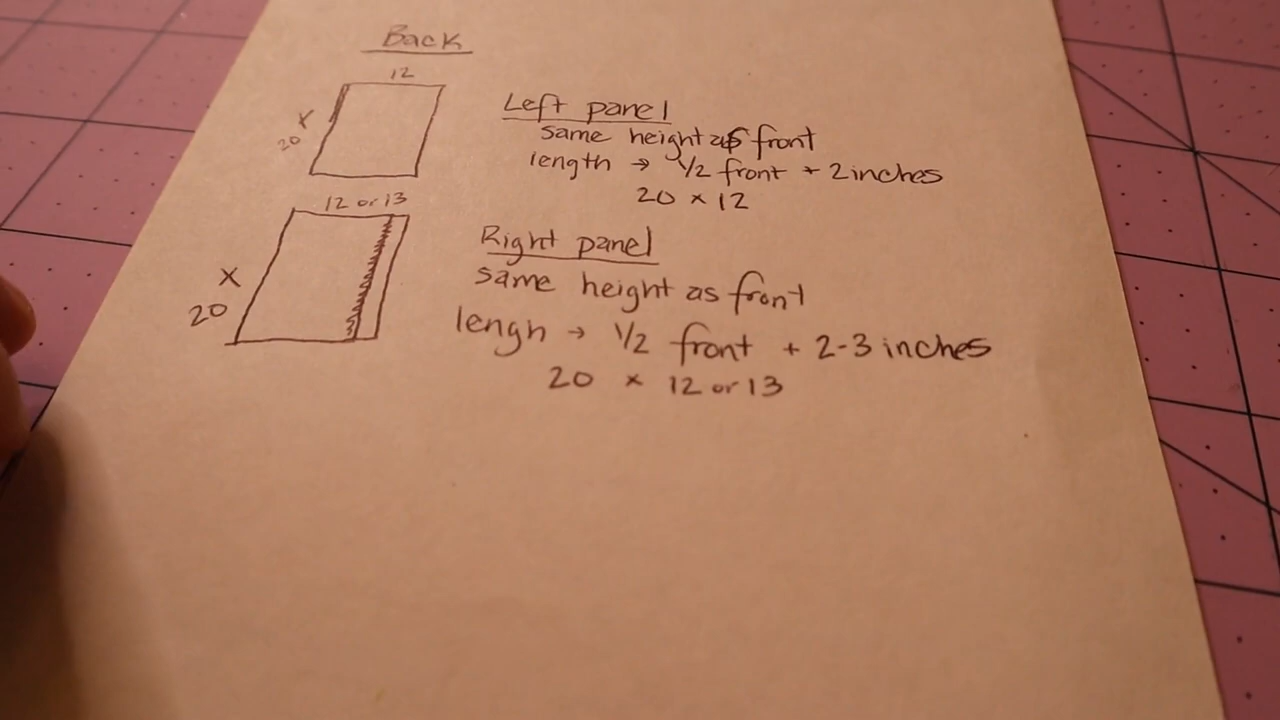 Back
12
x
20
Left panel
same height as front
length → 1/2 front + 2 inches
20 x 12
12 or 13
x
20
Right panel
same height as front
lengh → 1/2 front + 2-3 inches
20 x 12 or 13